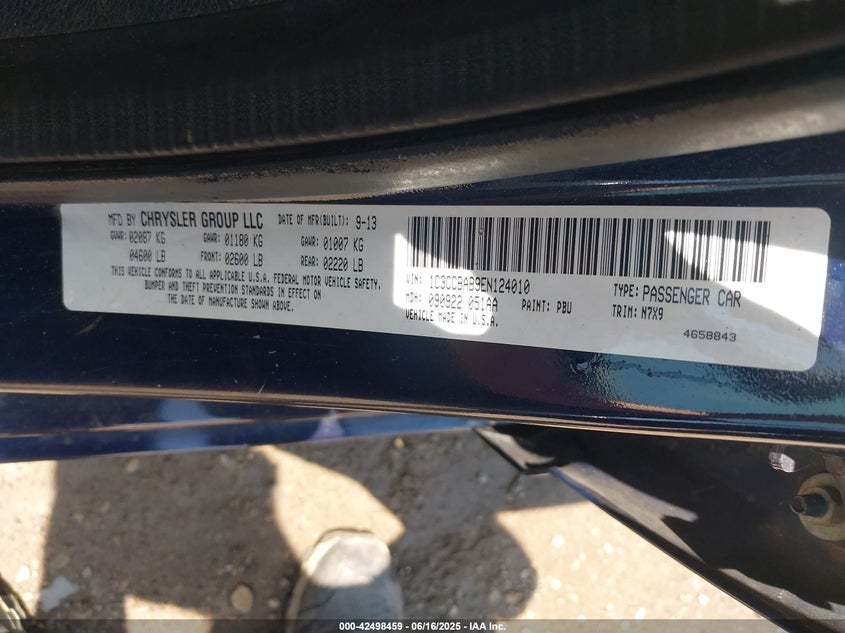 MFD BY CHRYSLER GROUP LLC DATE OF MFR(BUILT): 9-13
GVWR: 02087 KG GAWR: 01180 KG GAWR: 01007 KG
04600 LB FRONT: 02600 LB REAR: 02220 LB
THIS VEHICLE CONFORMS TO ALL APPLICABLE U.S.A. FEDERAL MOTOR VEHICLE SAFETY,
BUMPER AND THEFT PREVENTION STANDARDS IN EFFECT ON
THE DATE OF MANUFACTURE SHOWN ABOVE.
VIN: 1C3CCBAB9EN124010 TYPE: PASSENGER CAR
MDH: 090922 051AA PAINT: PBU TRIM: N7X9
VEHICLE MADE IN U.S.A.
4658843
000-42498459 - 06/16/2025 - IAA Inc.